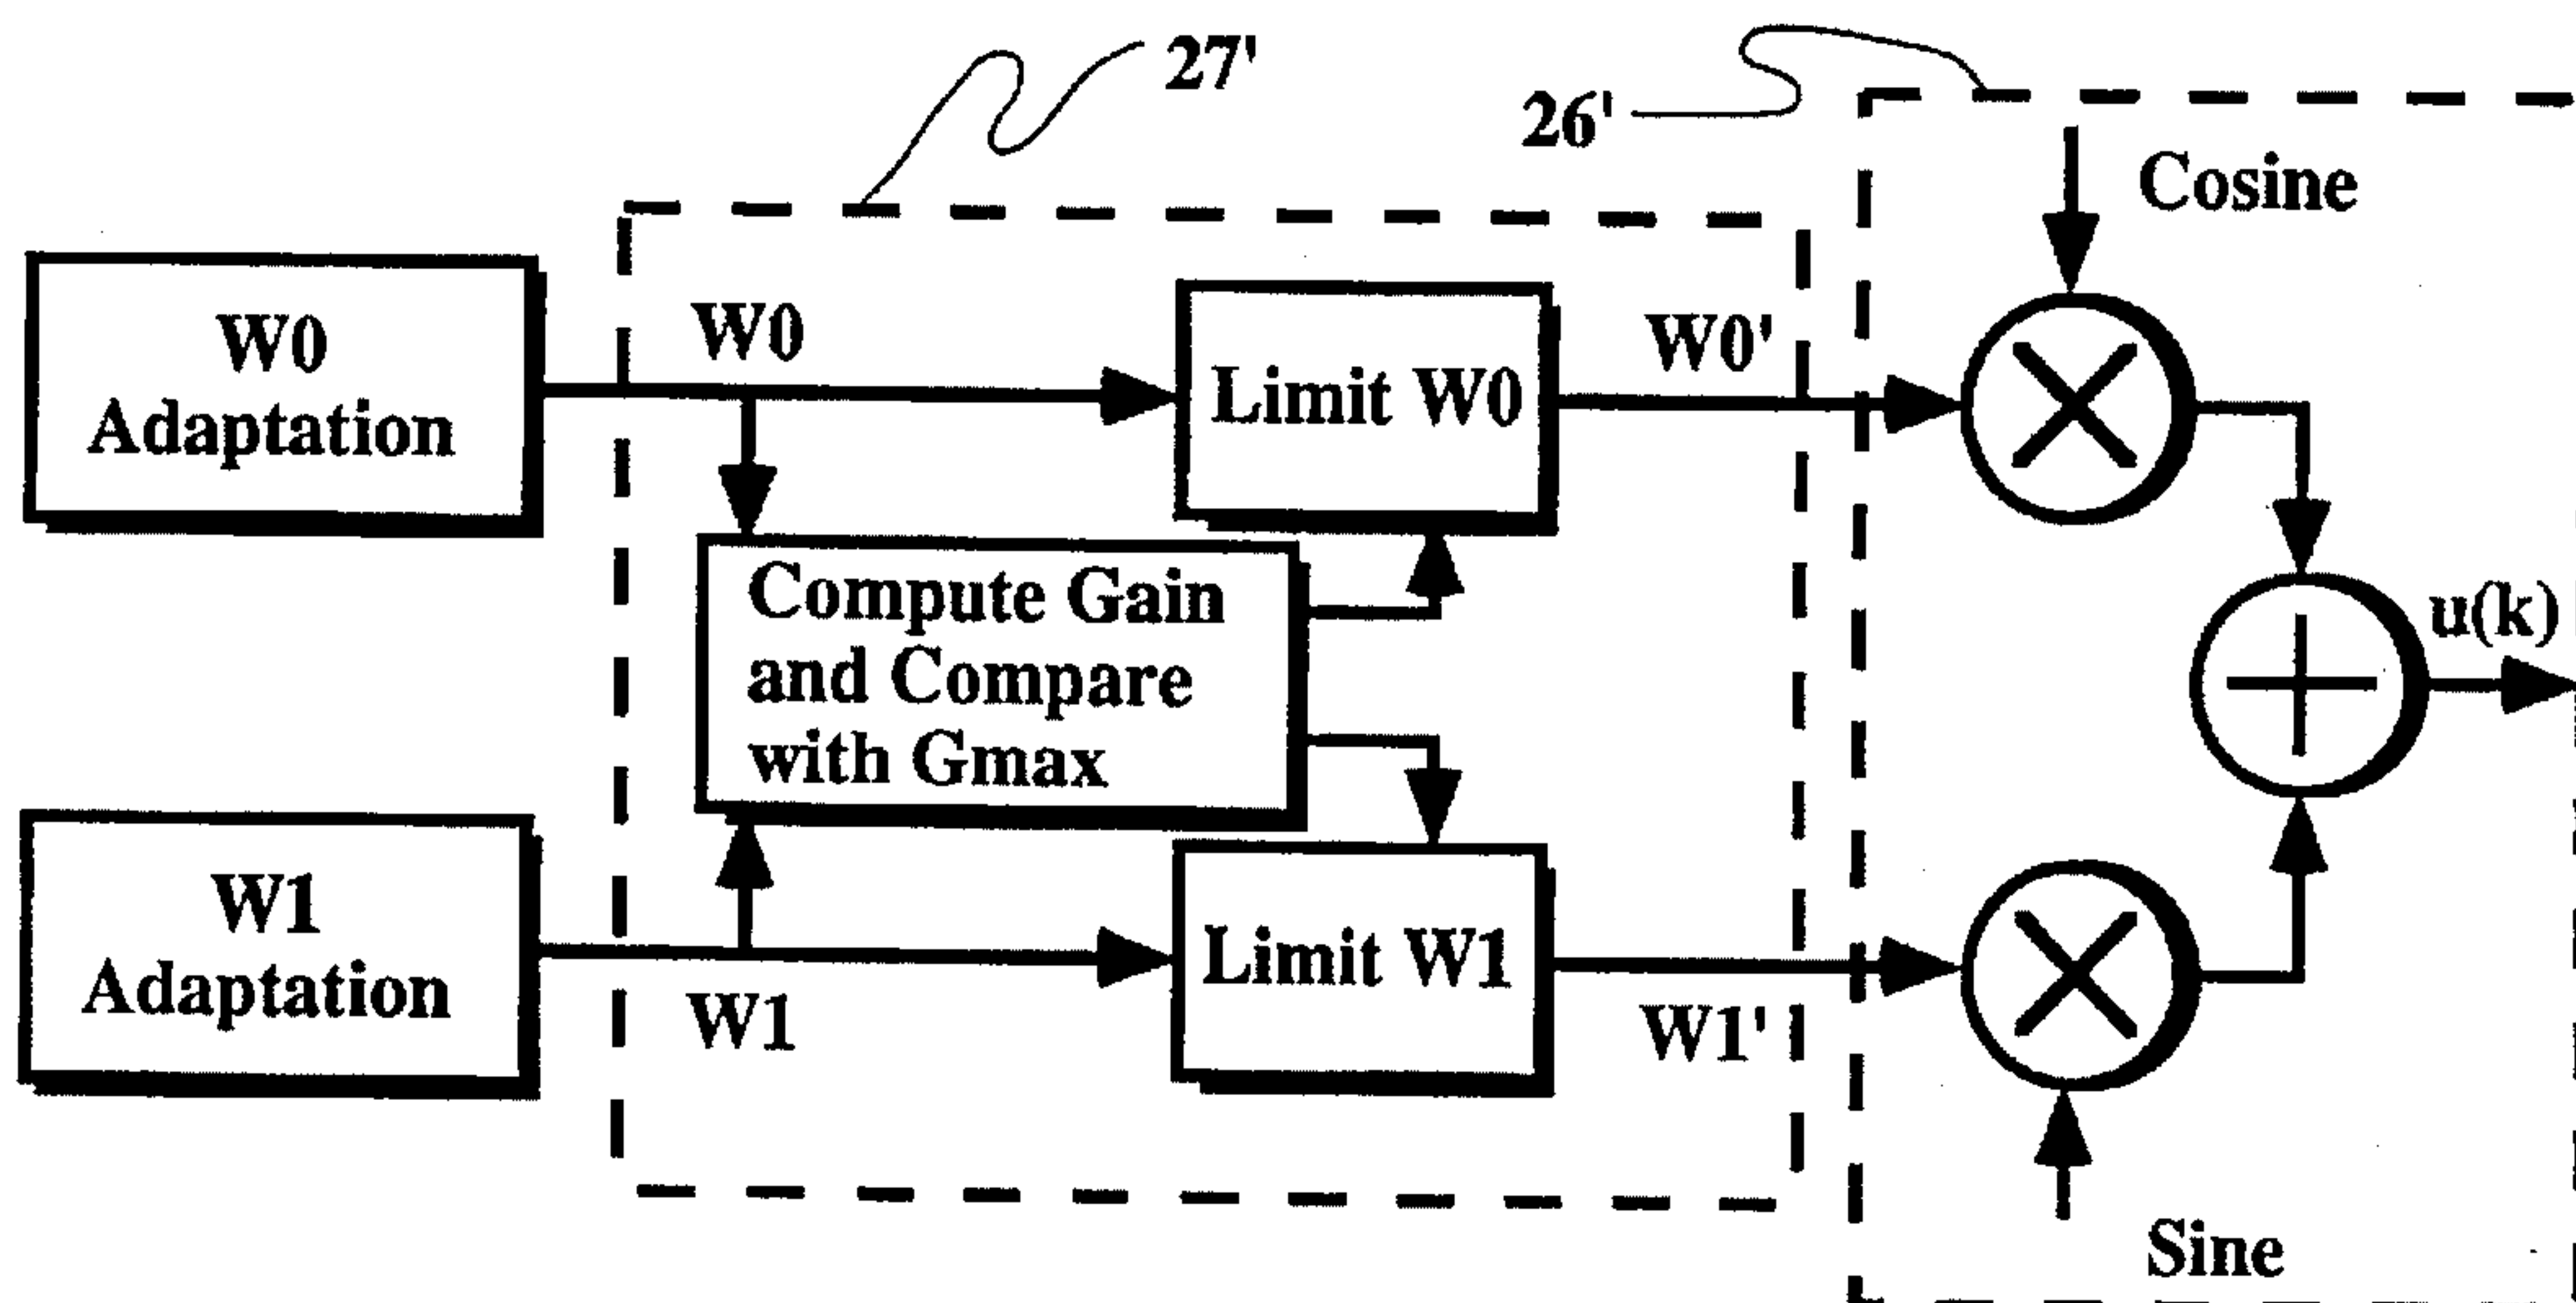 27'
26'
Cosine
W0
Adaptation
W0
Limit W0
W0'
Compute Gain
and Compare
with Gmax
u(k)
W1
Adaptation
W1
Limit W1
W1'
Sine